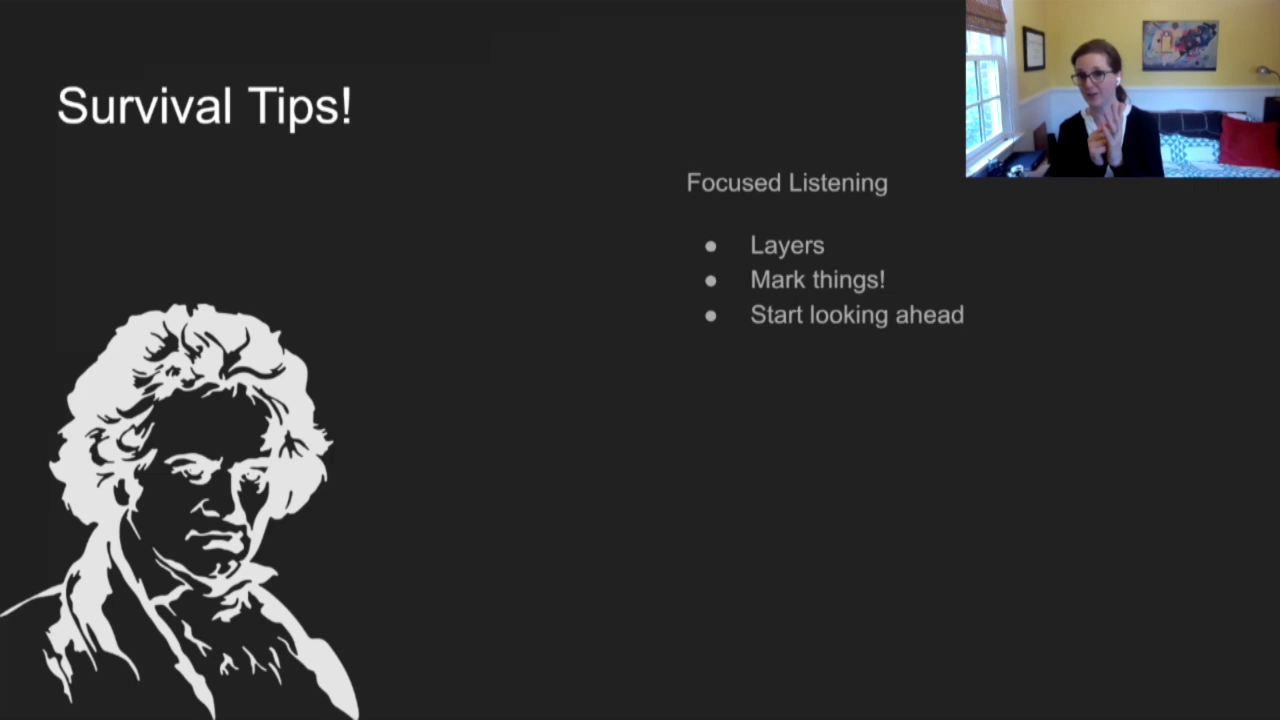 Survival Tips!
Focused Listening
● Layers
● Mark things!
● Start looking ahead